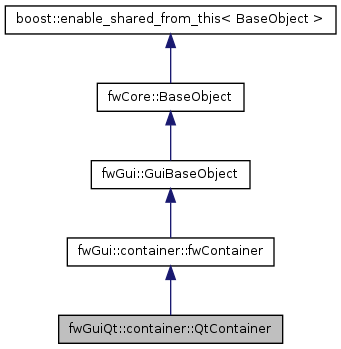 boost::enable_shared_from_this< BaseObject >
fwCore::BaseObject
fwGui::GuiBaseObject
fwGui::container::fwContainer
fwGuiQt::container::QtContainer